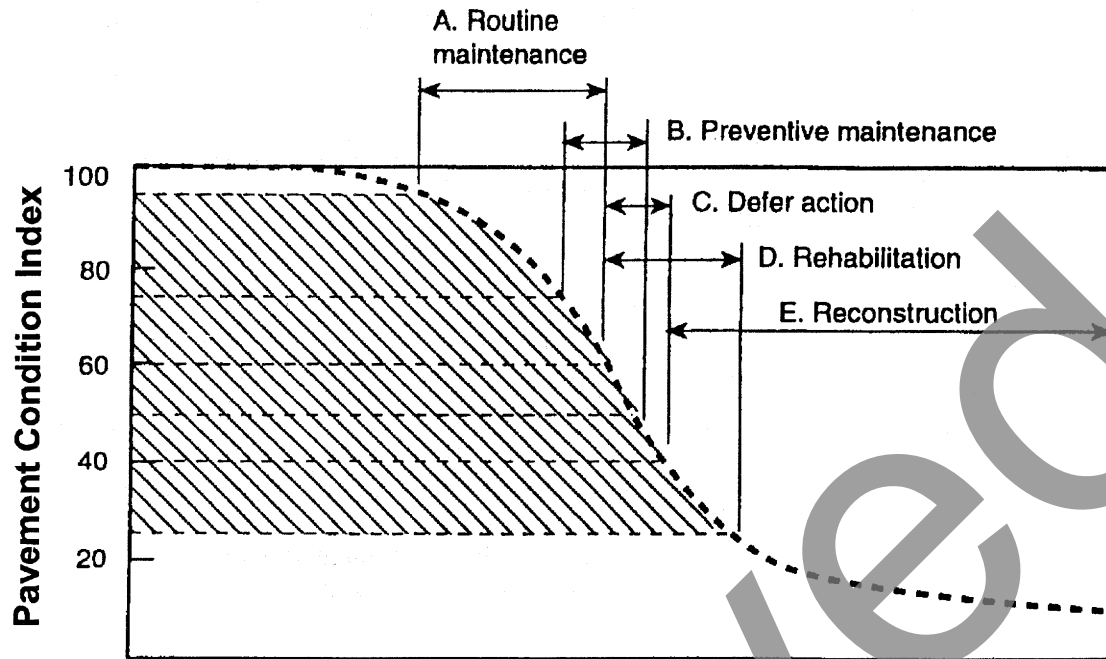 A. Routine
maintenance
B. Preventive maintenance
100
C. Defer action
80
D. Rehabilitation
E. Reconstruction
60
40
20
Pavement Condition Index